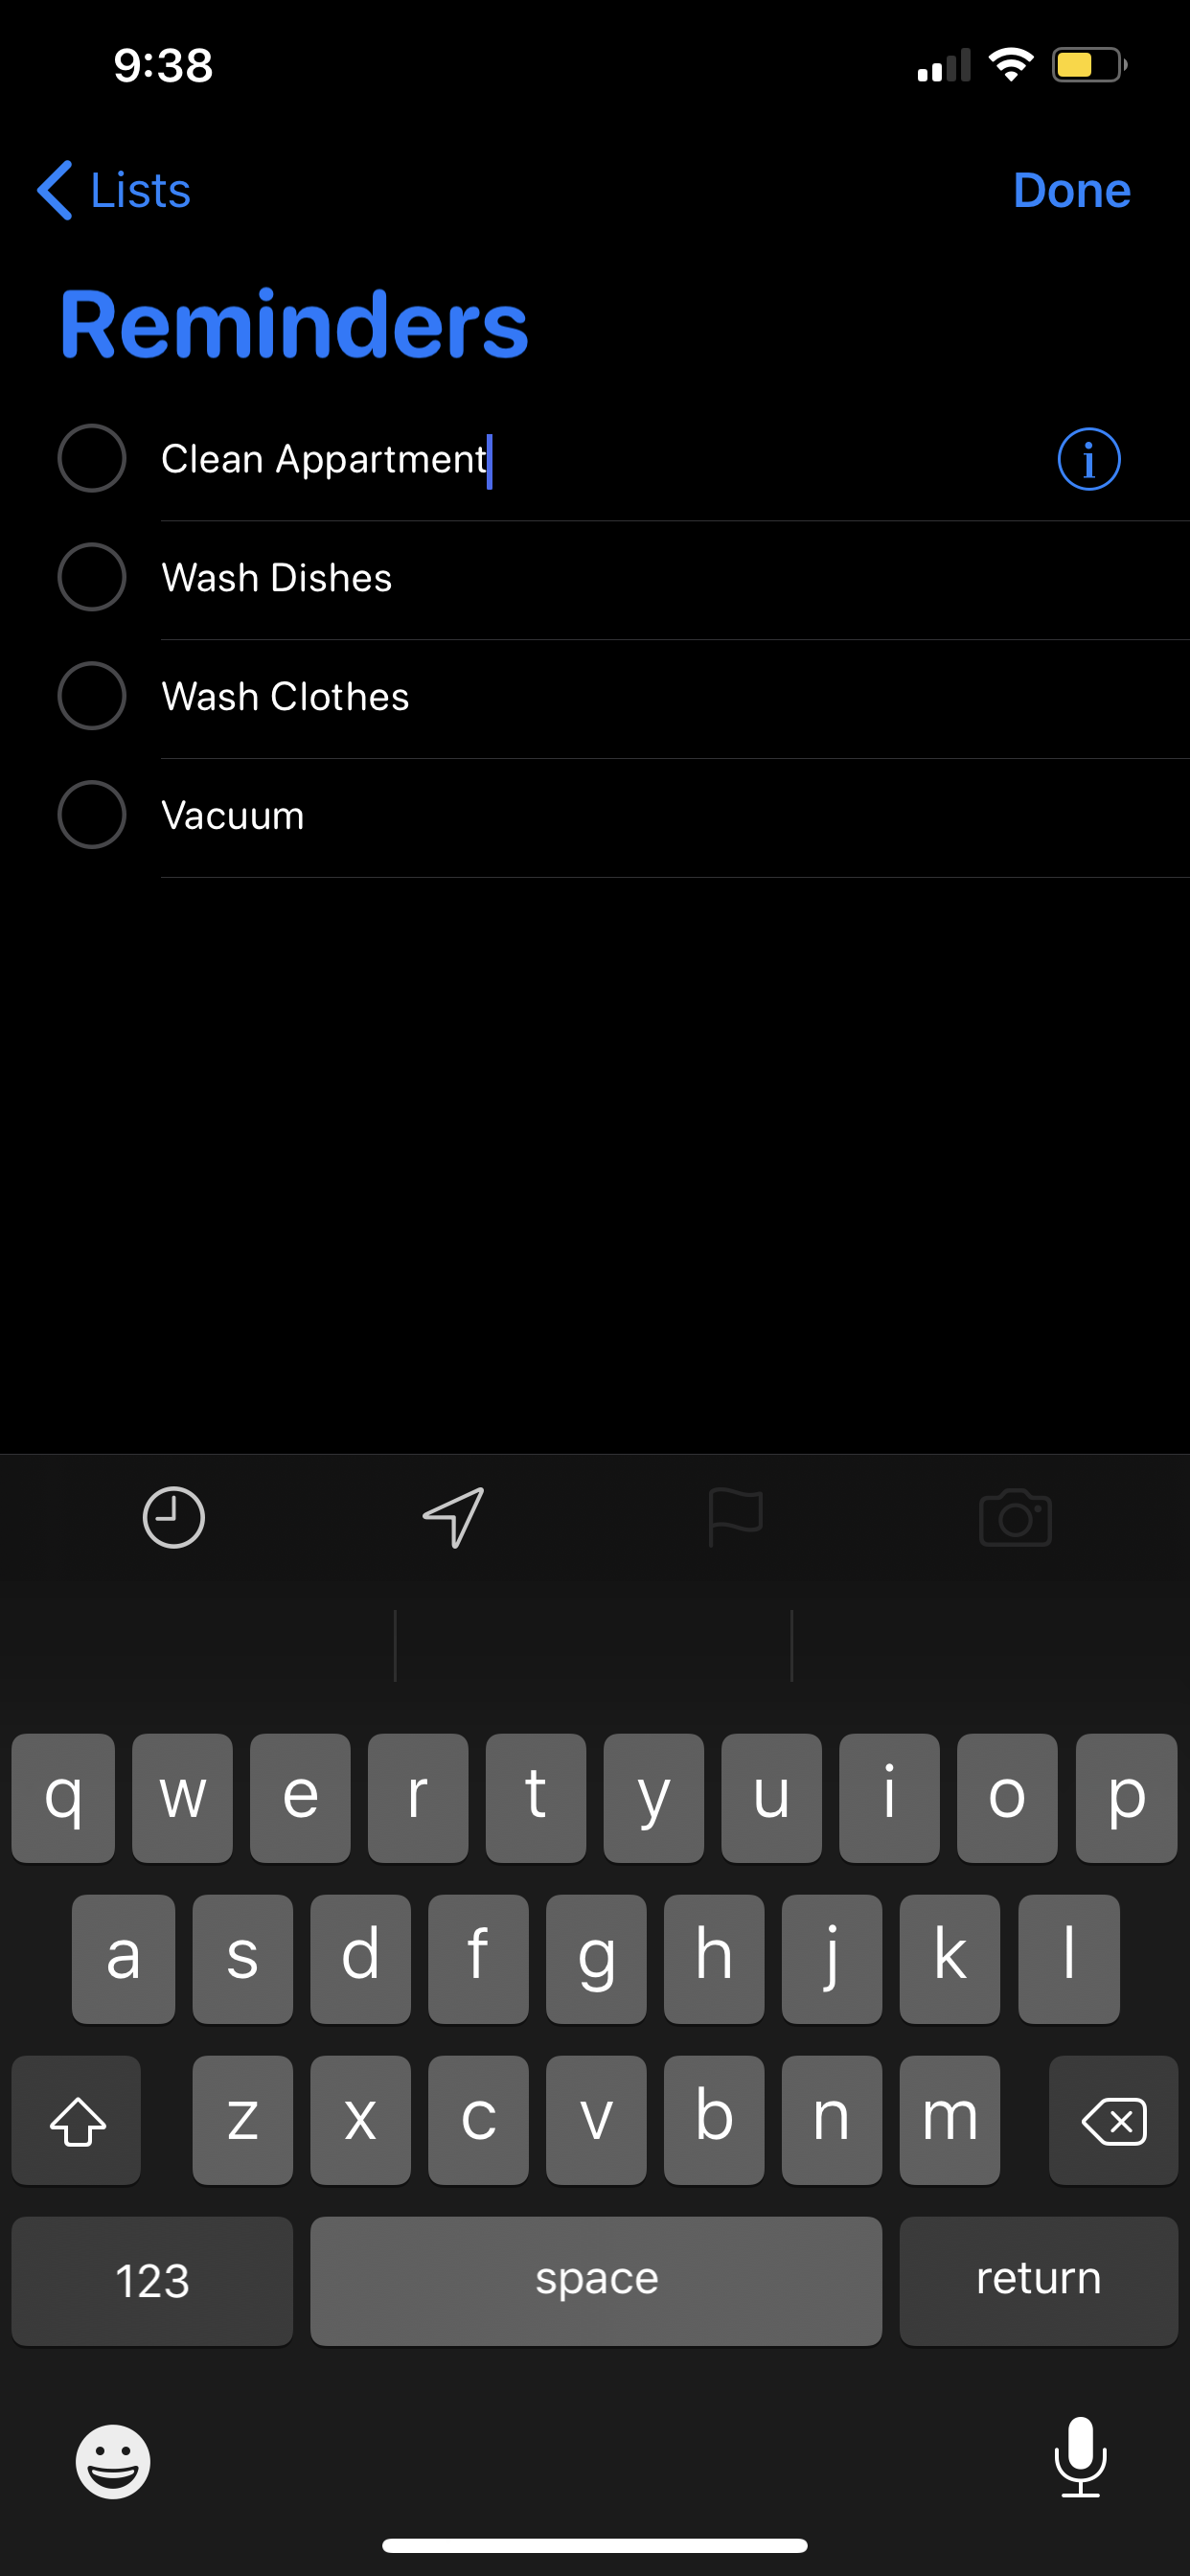 9:38
Lists Done
Reminders
Clean Appartment
Wash Dishes
Wash Clothes
Vacuum
q w e r t y u i o p
a s d f g h j k l
z x c v b n m
123 space return